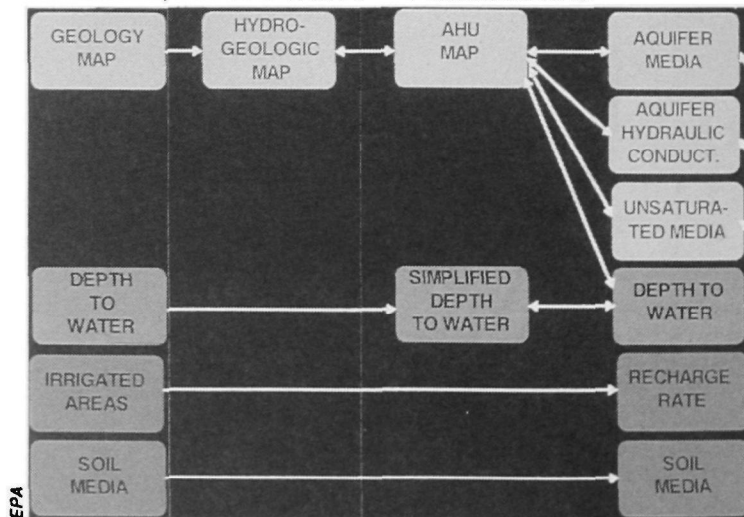 GEOLOGY
MAP
HYDRO-
GEOLOGIC
MAP
AHU
MAP
AQUIFER
MEDIA
AQUIFER
HYDRAULIC
CONDUCT.
UNSATURA-
TED MEDIA
DEPTH
TO
WATER
SIMPLIFIED
DEPTH
TO WATER
DEPTH TO
WATER
IRRIGATED
AREAS
RECHARGE
RATE
SOIL
MEDIA
SOIL
MEDIA
EPA